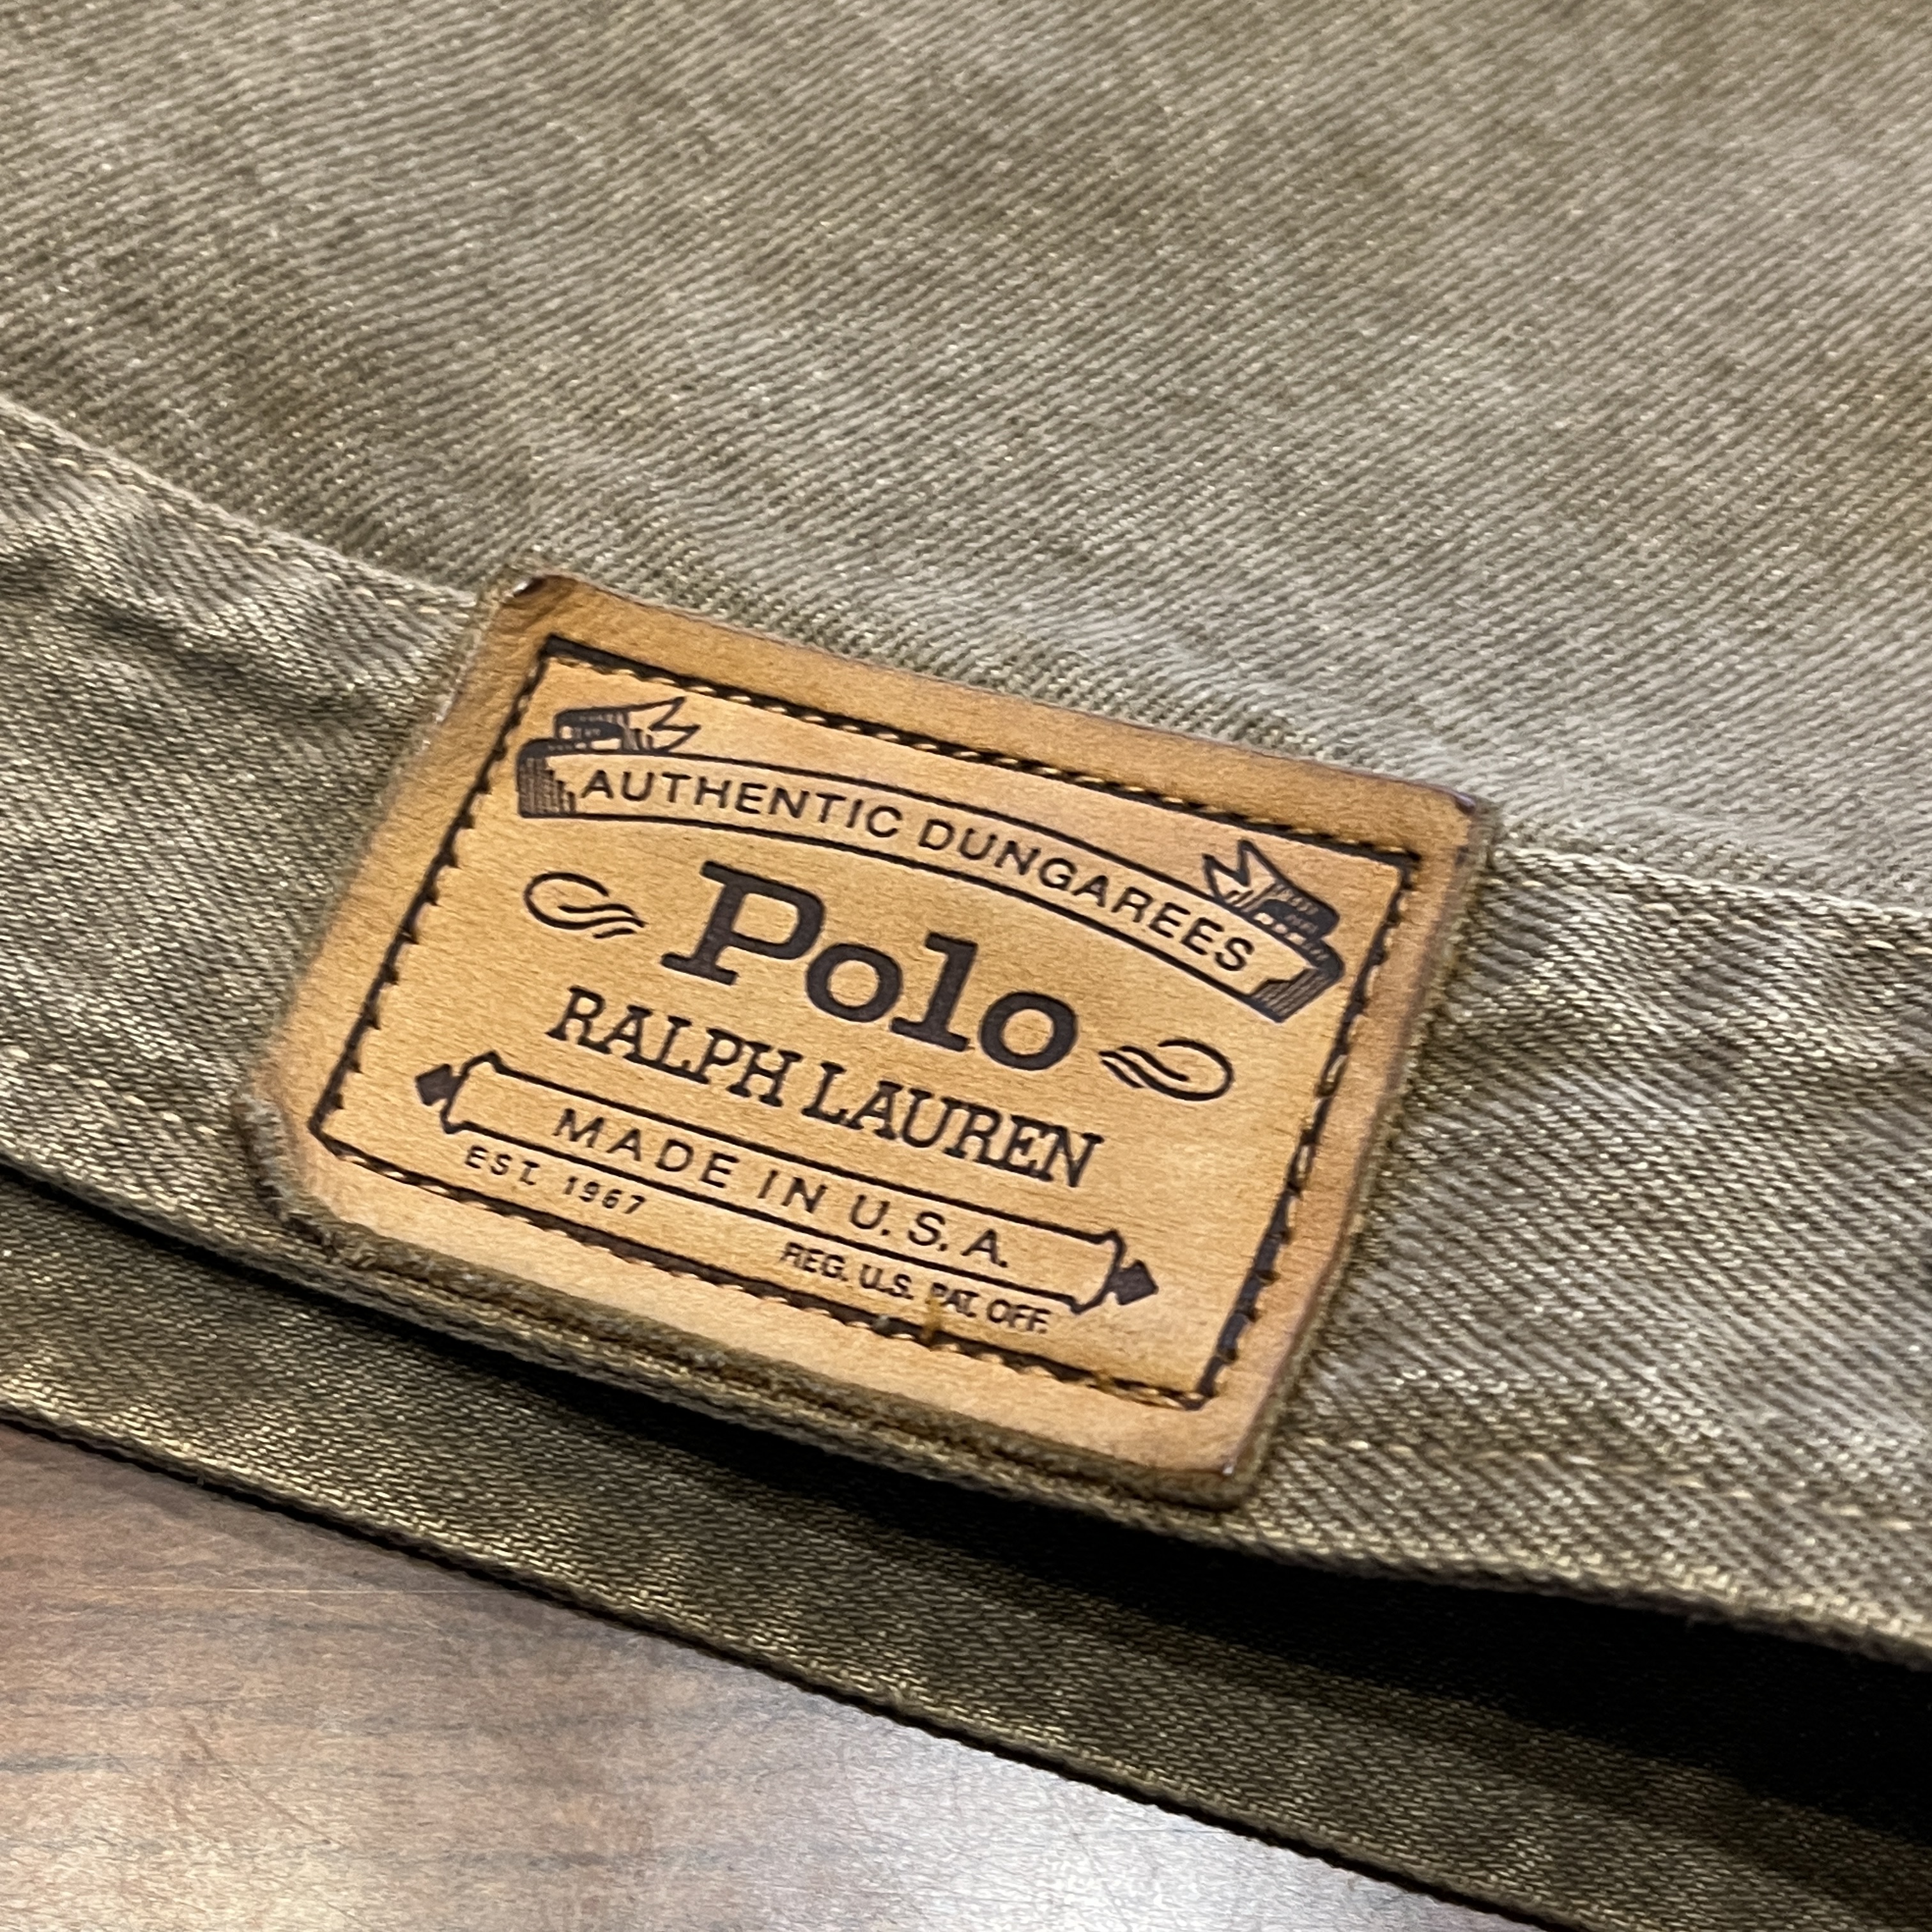 AUTHENTIC DUNGAREES
Polo
RALPH LAUREN
MADE IN U.S.A.
EST. 1967
REG. U.S. PAT. OFF.